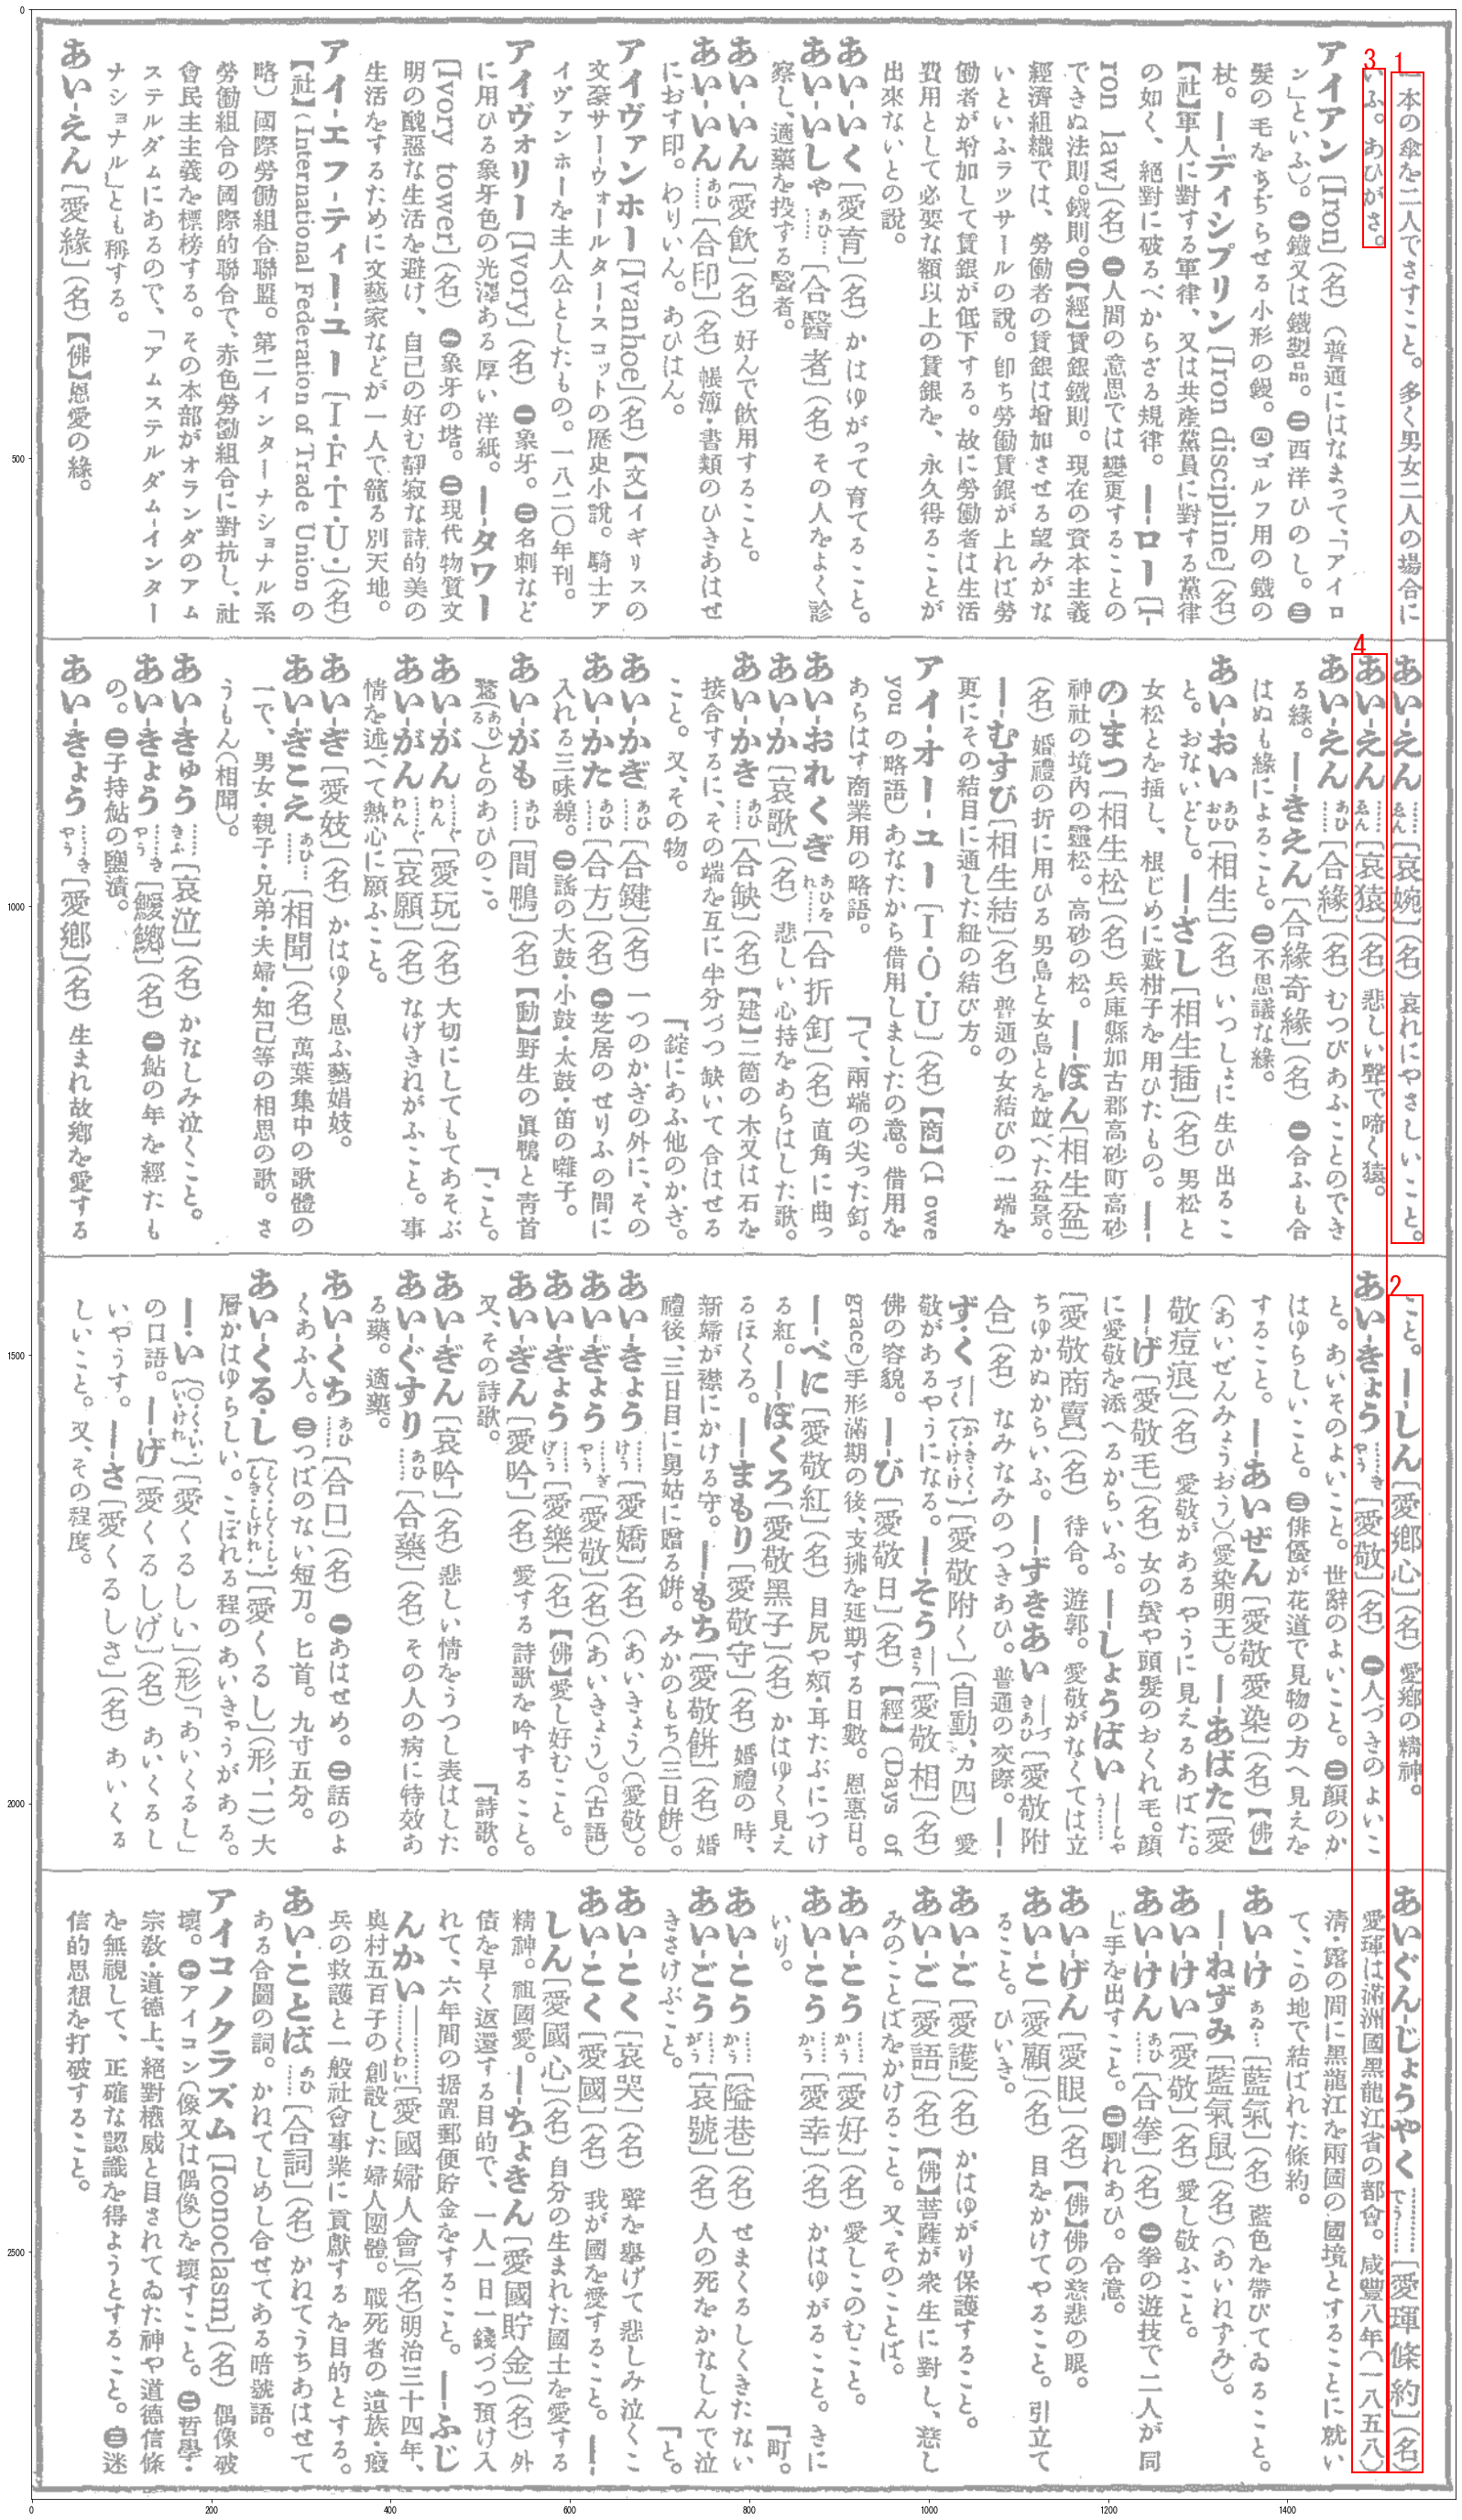 一本の傘を二人でさすこと。多く男女二人の場合に
いふ。あひがさ。
アイアン [Iron](名)(普通にはなまって、「アイロ
ン」といふ)。㊀鐵又は鐵製品。㊁西洋ひのし。㊂
髮の毛をちぢらせる小形の鏝。㊃ゴルフ用の鐵の
杖。―ディシプリン[Iron discipline](名)
【社】軍人に對する軍律、又は共產黨員に對する黨律
の如く、絕對に破るべからざる規律。―ロー[I-
ron law](名)㊀人間の意思では變更することの
できぬ法則。鐵則。㊁【經】賃銀鐵則。現在の資本主義
經濟組織では、勞働者の賃銀は增加させる望みがな
いといふラッサールの說。卽ち勞働賃銀が上れば勞
働者が增加して賃銀が低下する。故に勞働者は生活
費用として必要な額以上の賃銀を、永久得ることが
出來ないとの說。
あい-いく[愛育](名)かはゆがって育てること。
あい-いしゃ あひ…[合醫者](名)その人をよく診
察し、適藥を投ずる醫者。
あい-いん[愛飮](名)好んで飮用すること。
あい-いん あひ……[合印](名)帳簿・書類のひきあはせ
におす印。わりいん。あひはん。
アイヴァンホー[Ivanhoe](名)【文】イギリスの
文豪サー-ウォールター スコットの歷史小說。騎士ア
イヴァンホーを主人公としたもの。一八二〇年刊。
アイヴォリー[Ivory](名)㊀象牙。㊁名刺など
に用ひる象牙色の光澤ある厚い洋紙。―タワー
[Ivory tower](名)㊀象牙の塔。㊁現代物質文
明の醜惡な生活を避け、自己の好む靜寂な詩的美の
生活をするために文藝家などが一人で籠る別天地。
アイ-エフ-ティー-ユー[I・F・T・U・](名)
【社】(International Federation of Trade Union の
略)國際勞働組合聯盟。第二インターナショナル系
勞働組合の國際的聯合で、赤色勞働組合に對抗し、社
會民主主義を標榜する。その本部がオランダのアム
ステルダムにあるので、「アムステルダム-インター
ナショナル」とも稱する。
あい-えん[愛緣](名)【佛】恩愛の緣。
あい-えん ……ゑん[哀婉](名)哀れにやさしいこと。
あい-えん ……ゑん[哀猿](名)悲しい聲で啼く猿。
あい-えん あひ……[合緣](名)むつびあふことのでき
る緣。―きえん[合緣奇緣](名)㊀合ふも合
はぬも緣によること。㊁不思議な緣。
あい-おい あひおひ[相生](名)いつしょに生ひ出るこ
と。おないどし。―ざし[相生插](名)男松と
女松とを插し、根じめに藪柑子を用ひたもの。―
の-まつ[相生松](名)兵庫縣加古郡高砂町高砂
神社の境內の靈松。高砂の松。―ぼん[相生盆]
(名)婚禮の折に用ひる男島と女島とを竝べた盆景。
―むすび[相生結](名)普通の女結びの一端を
更にその結目に通した紐の結び方。
アイ-オー-ユー[I・O・U](名)【商】(I owe
you の略語)あなたから借用しましたの意。借用を
あらはす商業用の略語。 「て、兩端の尖った釘。
あい-おれくぎ あひをれ……[合折釘](名)直角に曲っ
あい-か[哀歌](名)悲しい心持をあらはした歌。
あい-かき あひ……[合缺](名)【建】二箇の木又は石を
接合するに、その端を互に半分づつ缺いて合はせる
こと。又、その物。 「錠にあふ他のかぎ。
あい-かぎ あひ……[合鍵](名)一つのかぎの外に、その
あい-かた あひ……[合方](名)㊀芝居のせりふの間に
入れる三味線。㊁謠の大鼓・小鼓・太鼓・笛の囃子。
あい-がも あひ……[間鴨](名)【動】野生の眞鴨と靑首
鶩(あひる)とのあひのこ。 「こと。
あい-がん ……ぐわん[愛玩](名)大切にしてもてあそぶ
あい-がん ……ぐわん[哀願](名)なげきねがふこと。事
情を述べて熱心に願ふこと。
あい-ぎ[愛妓](名)かはゆく思ふ藝娼妓。
あい-ぎこえ あひ……[相聞](名)萬葉集中の歌體の
一で、男女・親子・兄弟・夫婦・知己等の相思の歌。さ
うもん(相聞)。
あい-きゅう ……きふ[哀泣](名)かなしみ泣くこと。
あい-きょう ……きやう[鰀鱜](名)㊀鮎の年を經たも
の。㊁子持鮎の鹽漬。
あい-きょう ……きやう[愛鄕](名)生まれ故鄕を愛する
こと。―しん[愛鄕心](名)愛鄕の精神。
あい-きょう ……きやう[愛敬](名)㊀人づきのよいこ
と。あいそのよいこと。世辭のよいこと。㊁顏のか
はゆらしいこと。㊂俳優が花道で見物の方へ見えを
すること。―あいぜん[愛敬愛染](名)【佛】
(あいぜんみょうおう)(愛染明王)。―あばた[愛
敬痘痕](名)愛敬があるやうに見えるあばた。
―げ[愛敬毛](名)女の鬢や頭髮のおくれ毛。顏
に愛敬を添へるからいふ。―しょうばい ―しやう……
[愛敬商賣](名)待合。遊郭。愛敬がなくては立
ちゆかぬからいふ。―ずきあい ―づきあひ[愛敬附
合](名)なみなみのつきあひ。普通の交際。―
ず・く ―づく{か・き・く・く・け・け}[愛敬附く](自動、カ四)愛
敬があるやうになる。―そう ―さう[愛敬相](名)
佛の容貌。―び[愛敬日](名)【經】(Days of
grace)手形滿期の後、支拂を延期する日數。恩惠日。
―べに[愛敬紅](名)目尻や頰・耳たぶにつけ
る紅。―ぼくろ[愛敬黑子](名)かはゆく見え
るほくろ。―まもり[愛敬守](名)婚禮の時、
新婦が襟にかける守。―もち[愛敬餠](名)婚
禮後、三日目に舅姑に贈る餠。みかのもち(三日餠)。
あい-きょう ……けう[愛嬌](名)(あいきょう)(愛敬)。
あい-ぎょう ……ぎやう[愛敬](名)(あいきょう)。(古語)
あい-ぎょう ……げう[愛樂](名)【佛】愛し好むこと。
あい-ぎん[愛吟](名)愛する詩歌を吟ずること。
又、その詩歌。 「詩歌。
あい-ぎん[哀吟](名)悲しい情をうつし表はした
あい-ぐすり あひ……[合藥](名)その人の病に特效あ
る藥。適藥。
あい-くち あひ……[合口](名)㊀あはせめ。㊁話のよ
くあふ人。㊂つばのない短刀。匕首。九寸五分。
あい-くる・し{しく・しく・し・しき・しけれ}[愛くるし](形、二)大
層かはゆらしい。こぼれる程のあいきゃうがある。
―・い{〇・く・い・い・けれ}[愛くるしい](形)「あいくるし」
の口語。―げ[愛くるしげ](名)あいくるし
いやうす。―さ[愛くるしさ](名)あいくる
しいこと。又、その程度。
あいぐん-じょうやく ……でう……[愛琿條約](名)
愛琿は滿洲國黑龍江省の都會。咸豐八年(一八五八)
淸・露の間に黑龍江を兩國の國境とすることに就い
て、この地で結ばれた條約。
あい-け ある…[藍氣](名)藍色を帶びてゐること。
―ねずみ[藍氣鼠](名)(あいねずみ)。
あい-けい[愛敬](名)愛し敬ふこと。
あい-けん あひ……[合拳](名)㊀拳の遊技で二人が同
じ手を出すこと。㊁馴れあひ。合意。
あい-げん[愛眼](名)【佛】佛の慈悲の眼。
あい-こ[愛顧](名)目をかけてやること。引立て
ること。ひいき。
あい-ご[愛護](名)かはゆがり保護すること。
あい-ご[愛語](名)【佛】菩薩が衆生に對し、慈し
みのことばをかけること。又、そのことば。
あい-こう ……かう[愛好](名)愛しこのむこと。
あい-こう ……かう[愛幸](名)かはゆがること。きに
いり。 「町。
あい-こう ……かう[隘巷](名)せまくるしくきたない
あい-ごう ……がう[哀號](名)人の死をかなしんで泣
きさけぶこと。 「と。
あい-こく[哀哭](名)聲を擧げて悲しみ泣くこ
あい-こく[愛國](名)我が國を愛すること。―
しん[愛國心](名)自分の生まれた國土を愛する
精神。祖國愛。―ちょきん[愛國貯金](名)外
債を早く返還する目的で、一人一日一錢づつ預け入
れて、六年間の据置郵便貯金をすること。―ふじ
んかい ―……くわい[愛國婦人會](名)明治三十四年、
奧村五百子の創設した婦人團體。戰死者の遺族・癈
兵の救護と一般社會事業に貢獻するを目的とする。
あい-ことば あひ……[合詞](名)かねてうちあはせて
ある合圖の詞。かねてしめし合せてある暗號語。
アイコノクラズム[Iconoclasm](名)偶像破
壞。㊀アイコン(像又は偶像)を壞すこと。㊁哲學・
宗敎・道德上、絕對權威と目されてゐた神や道德信條
を無視して、正確な認識を得ようとすること。㊂迷
信的思想を打破すること。